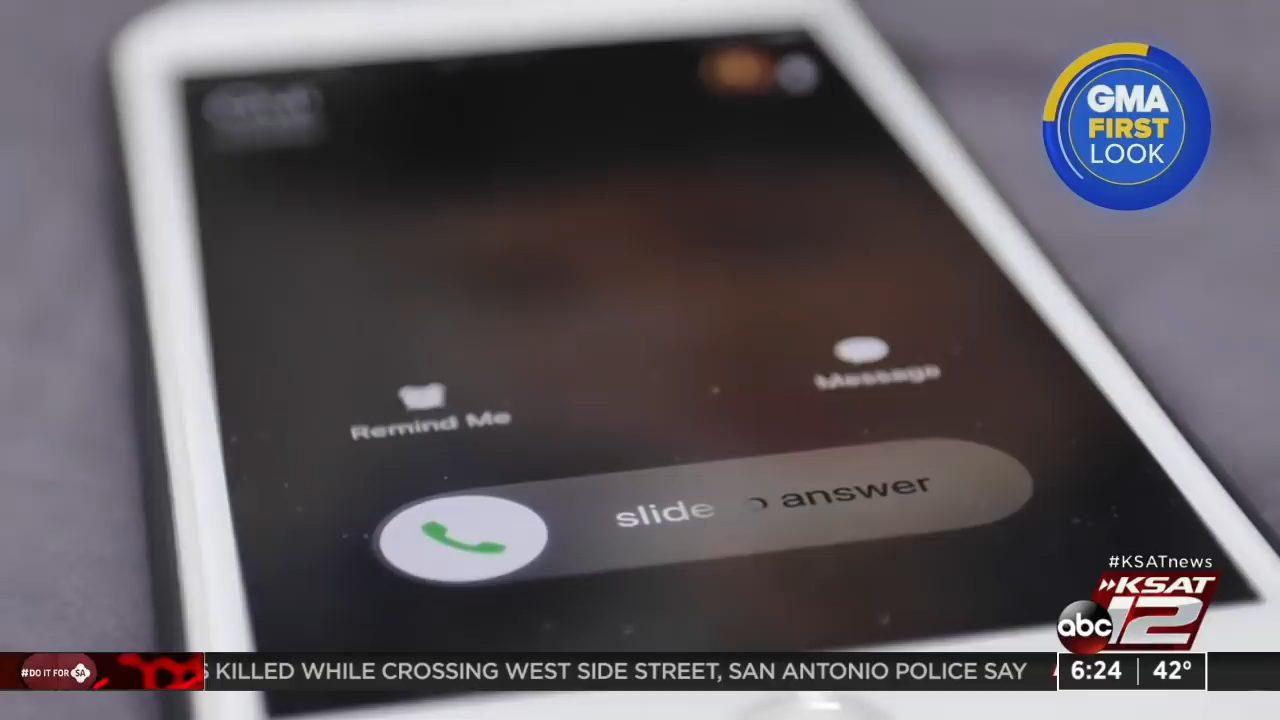 GMA
FIRST
LOOK
Message
Remind Me
slide
answer
#KSATnews
KSAT
abc 12
#DO IT FOR SA
KILLED WHILE CROSSING WEST SIDE STREET, SAN ANTONIO POLICE SAY
6:24 42°